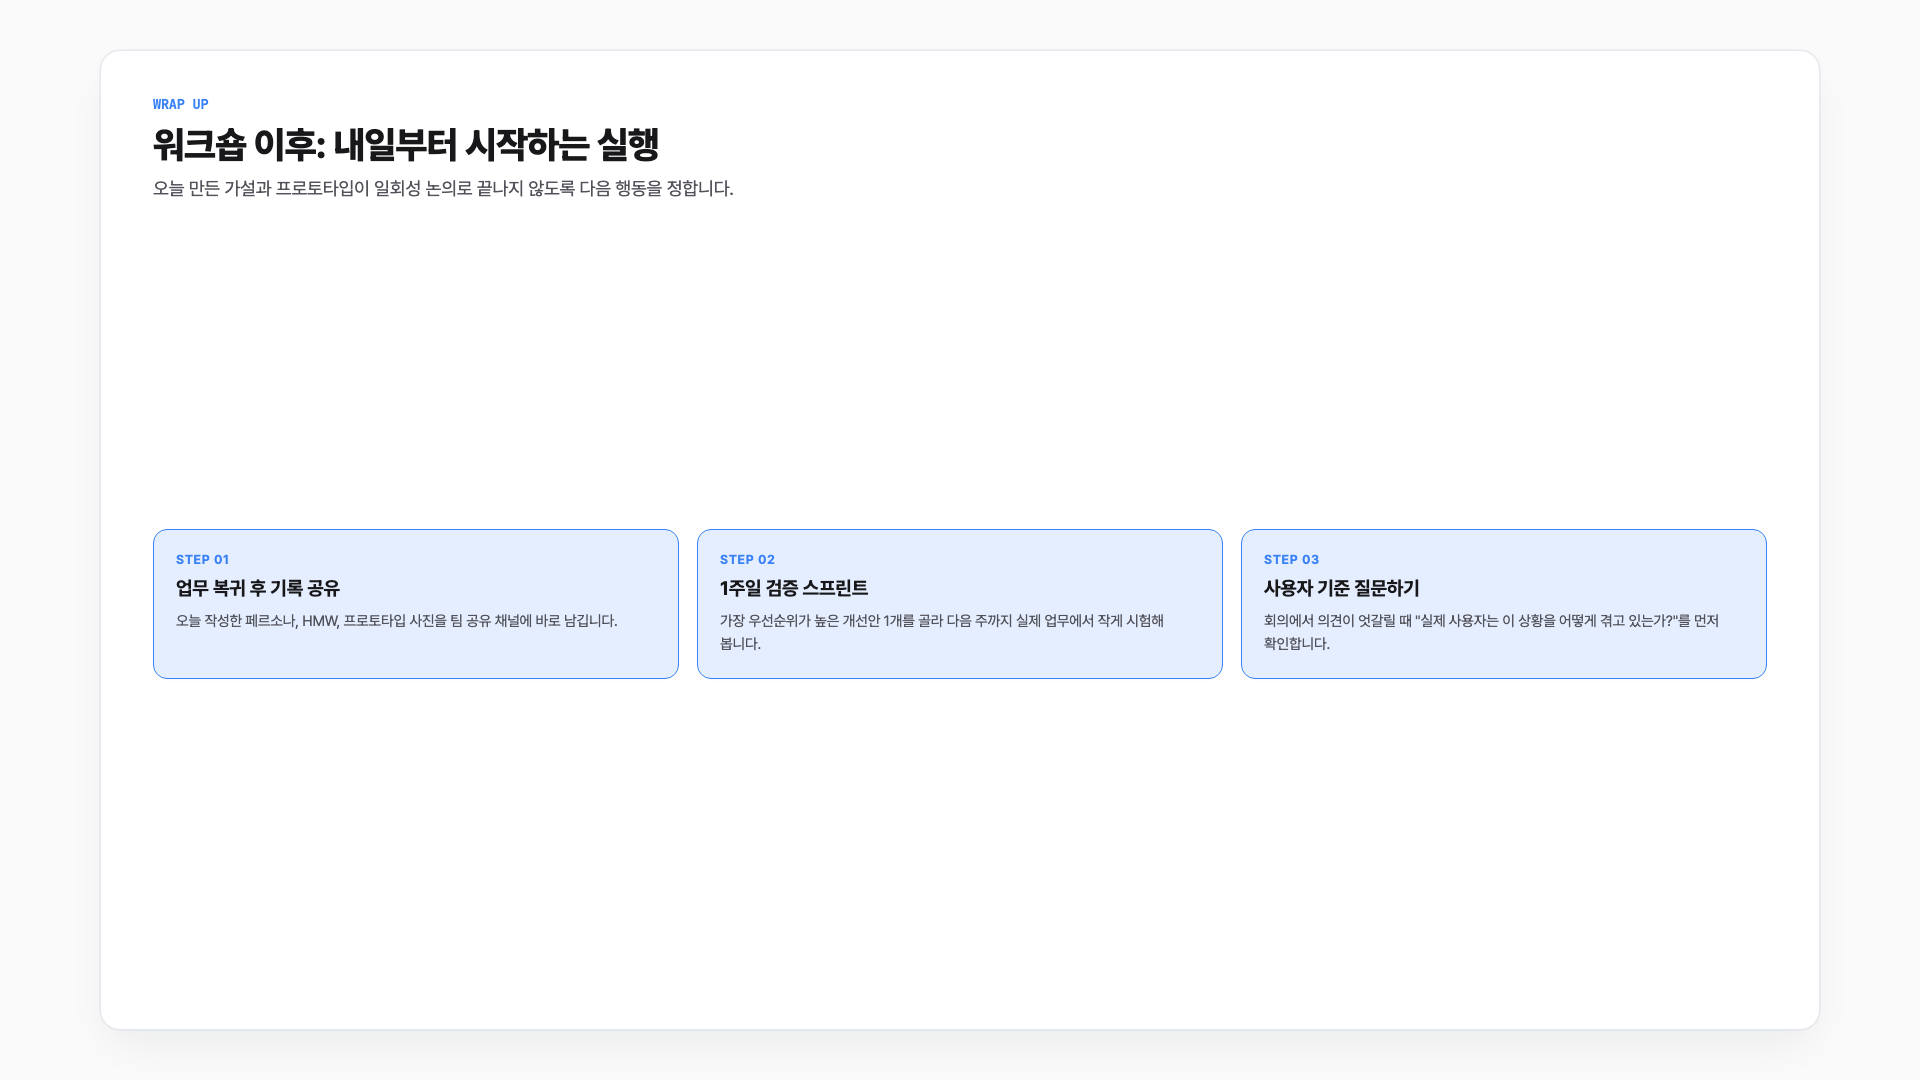 WRAP UP
워크숍 이후: 내일부터 시작하는 실행
오늘 만든 가설과 프로토타입이 일회성 논의로 끝나지 않도록 다음 행동을 정합니다.
STEP 01
업무 복귀 후 기록 공유
오늘 작성한 페르소나, HMW, 프로토타입 사진을 팀 공유 채널에 바로 남깁니다.
STEP 02
1주일 검증 스프린트
가장 우선순위가 높은 개선안 1개를 골라 다음 주까지 실제 업무에서 작게 시험해
봅니다.
STEP 03
사용자 기준 질문하기
회의에서 의견이 엇갈릴 때 "실제 사용자는 이 상황을 어떻게 겪고 있는가?"를 먼저
확인합니다.